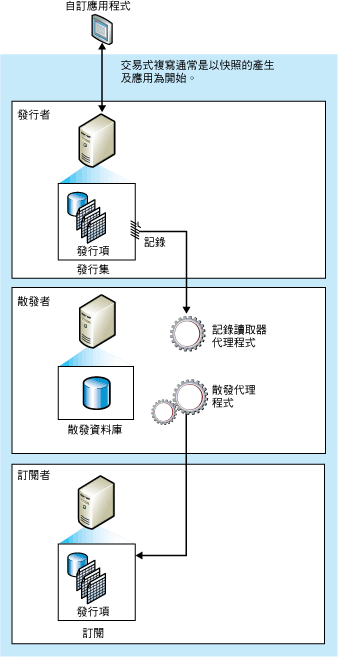 自訂應用程式
交易式複寫通常是以快照的產生
及應用為開始。
發行者
發行項
發行集
記錄
散發者
記錄讀取器
代理程式
散發代理
程式
散發資料庫
訂閱者
發行項
訂閱